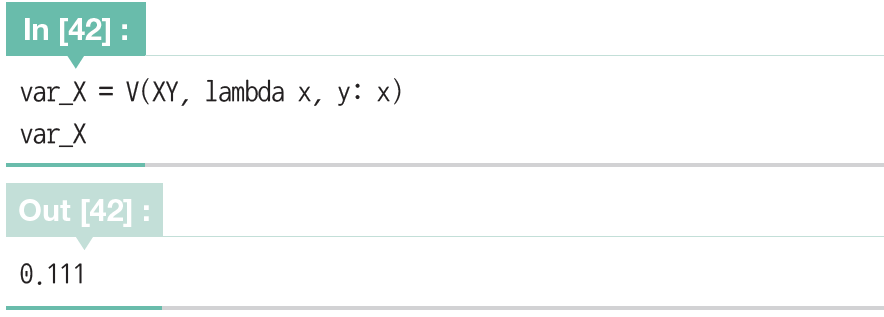 In [42] :
var_X = V(XY, lambda x, y: x)
var_X
Out [42] :
0.111